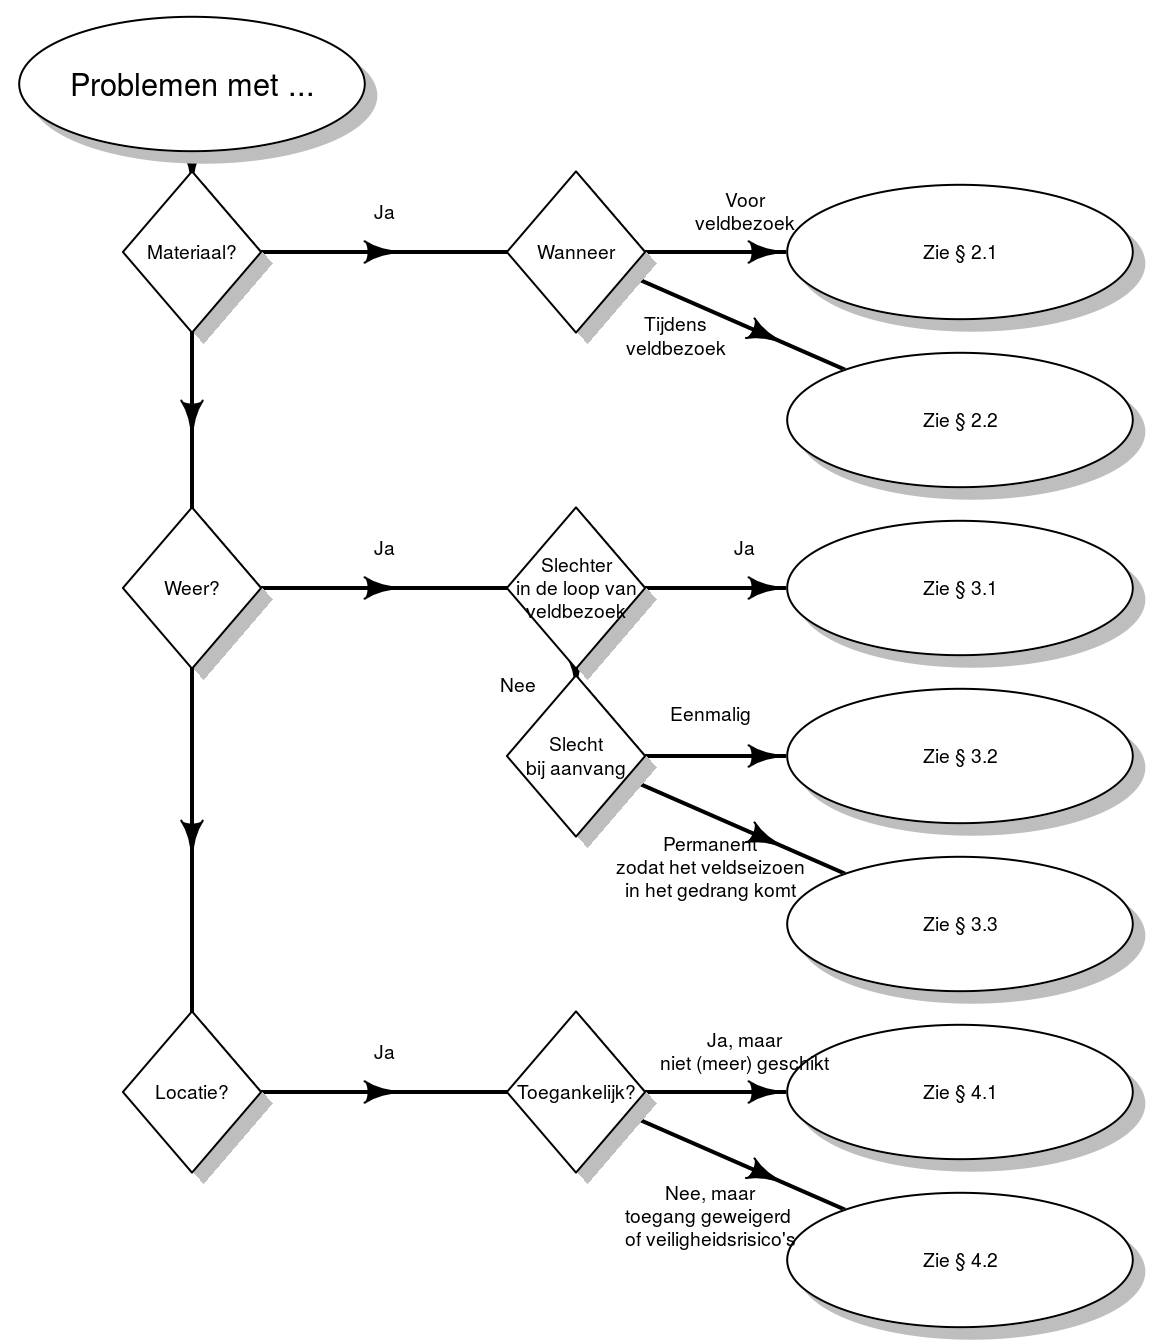 Problemen met ...
Materiaal?
Ja
Wanneer
Voor
veldbezoek
Zie § 2.1
Tijdens
veldbezoek
Zie § 2.2
Weer?
Ja
Slechter
in de loop van
veldbezoek
Ja
Zie § 3.1
Nee
Slecht
bij aanvang
Eenmalig
Zie § 3.2
Permanent
zodat het veldseizoen
in het gedrang komt
Zie § 3.3
Locatie?
Ja
Toegankelijk?
Ja, maar
niet (meer) geschikt
Zie § 4.1
Nee, maar
toegang geweigerd
of veiligheidsrisico's
Zie § 4.2